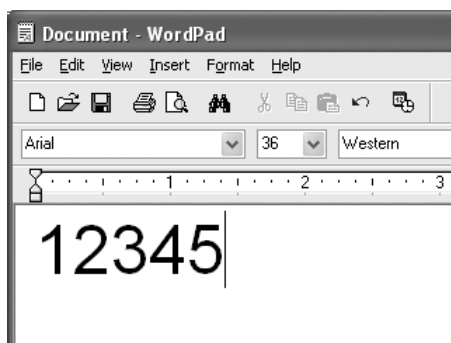 Document - WordPad
File Edit View Insert Format Help
Arial 36 Western
1 2 3
12345